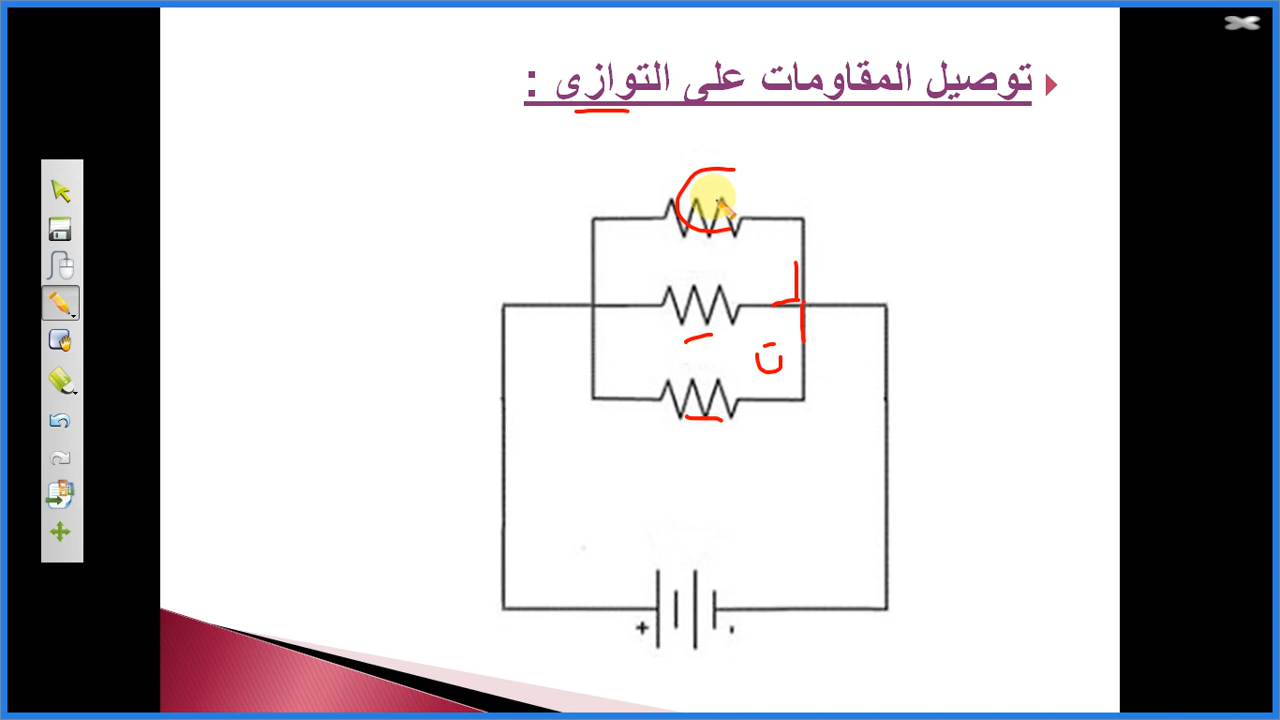 توصيل المقاومات على التوازى :
ت
+ -